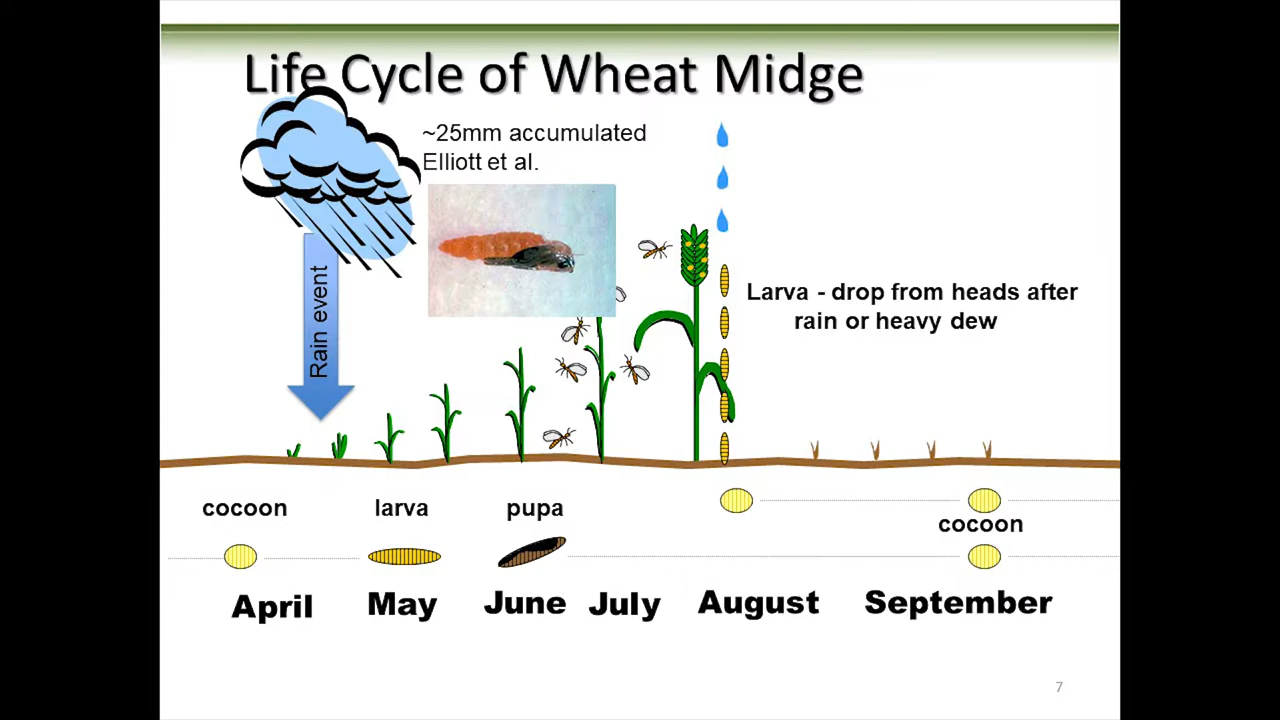 Life Cycle of Wheat Midge
~25mm accumulated
Elliott et al.
Rain event
Larva - drop from heads after
rain or heavy dew
cocoon
larva
pupa
cocoon
April
May
June
July
August
September
7